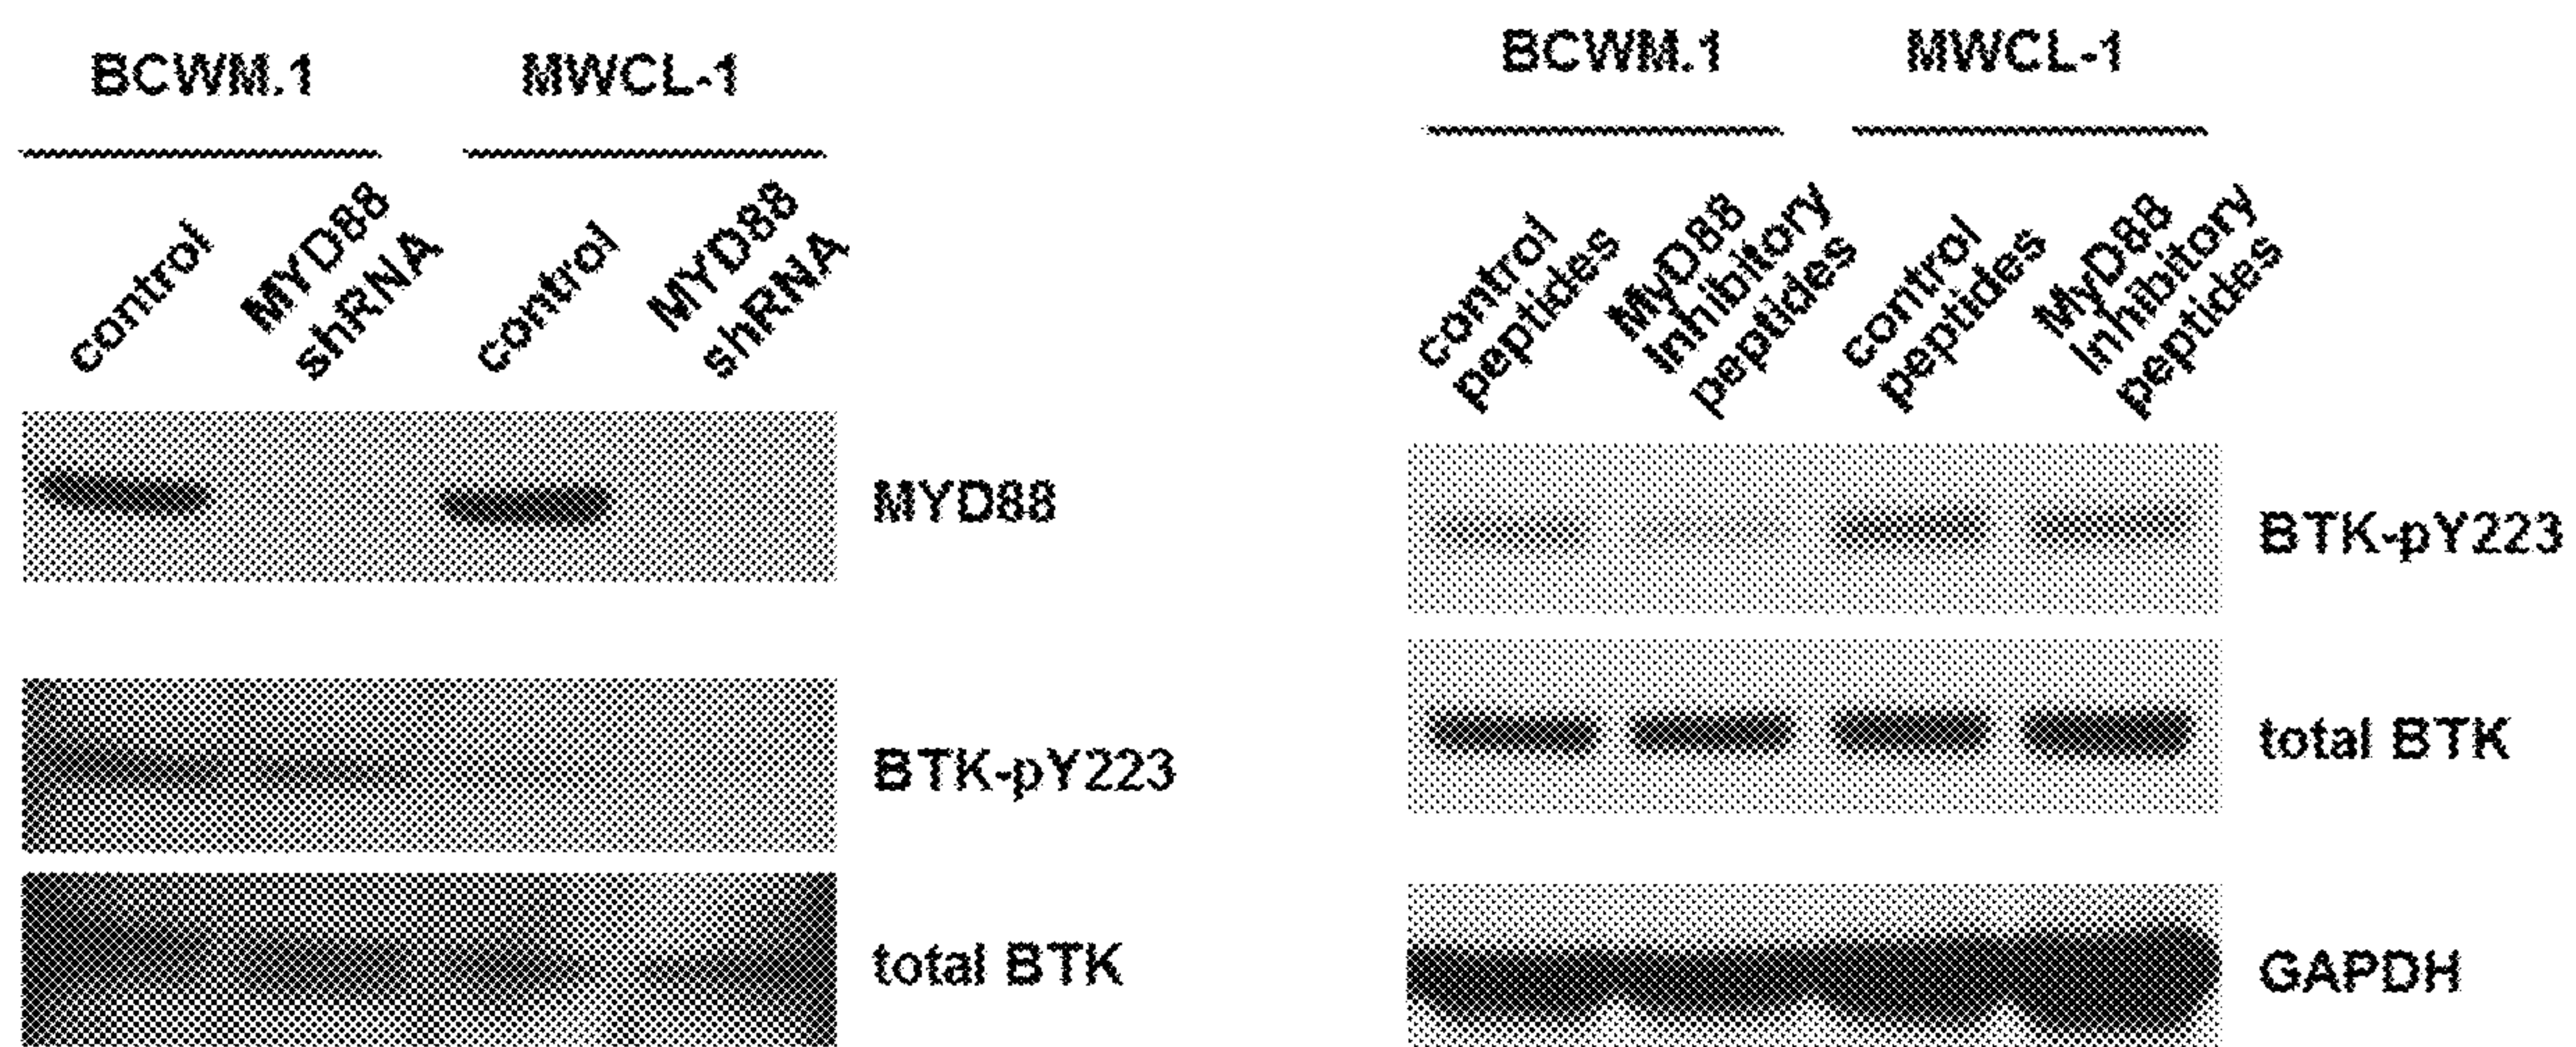 BCWM.1
MWCL-1
control
MYD88
shRNA
control
MYD88
shRNA
MYD88
BTK-pY223
total BTK
BCWM.1
MWCL-1
control
peptides
MyD88
Inhibitory
peptides
control
peptides
MyD88
Inhibitory
peptides
BTK-pY223
total BTK
GAPDH